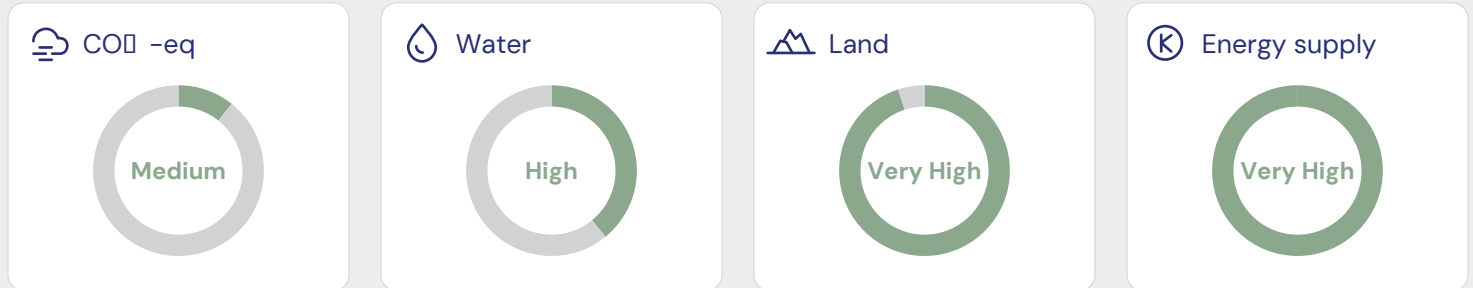 CO▯ -eq
Medium
Water
High
Land
Very High
Energy supply
Very High